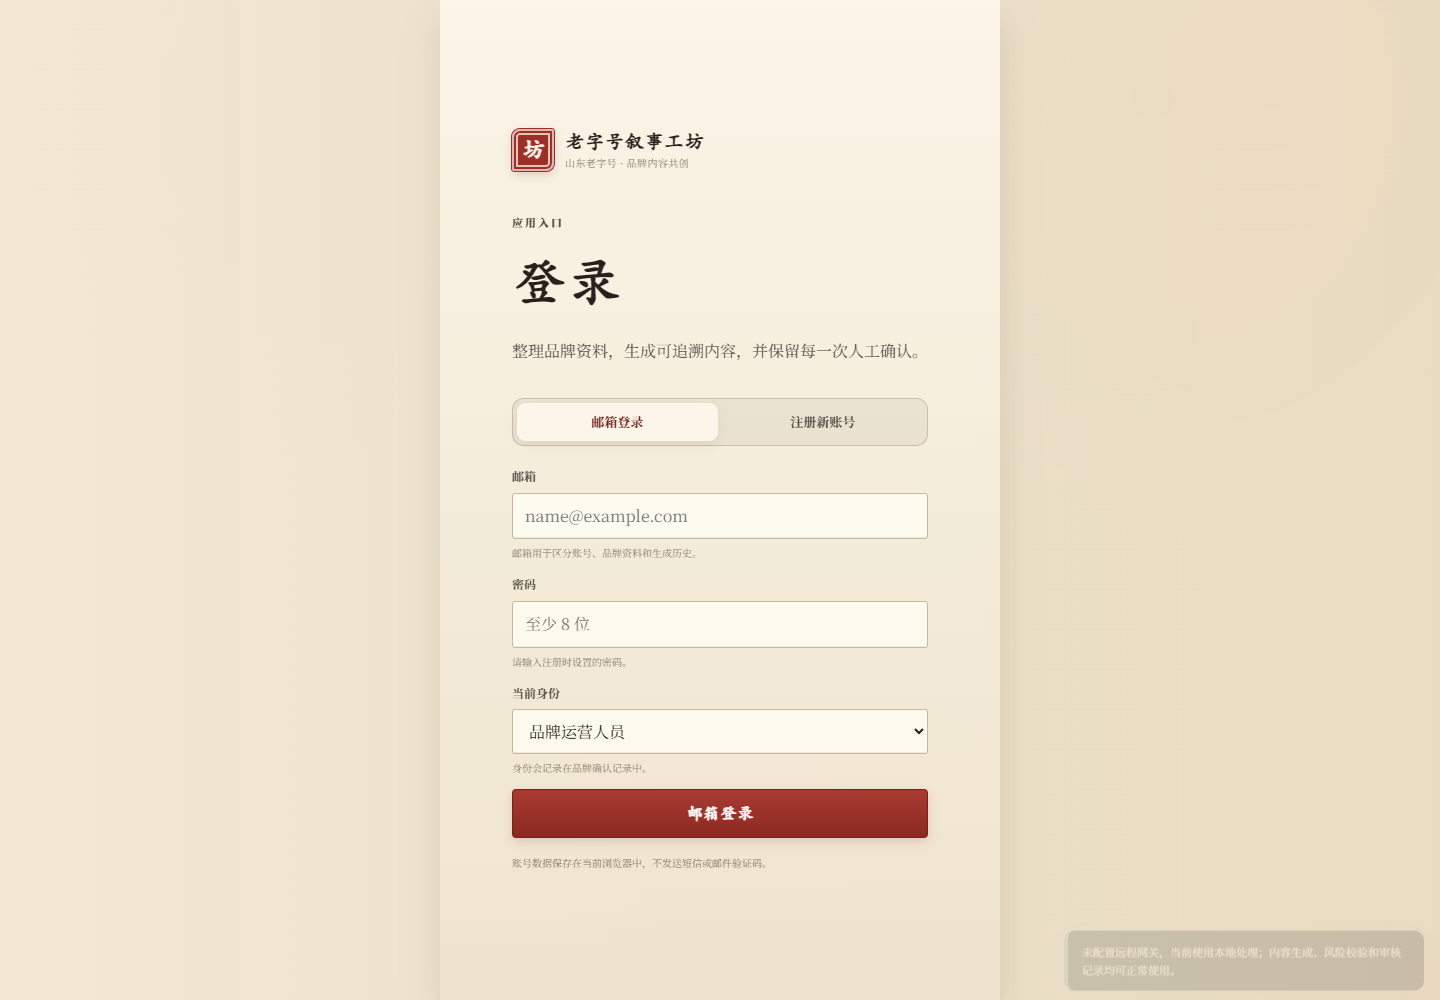 坊
老字号叙事工坊
山东老字号 · 品牌内容共创
应用入口
登录
整理品牌资料，生成可追溯内容，并保留每一次人工确认。
邮箱登录
注册新账号
邮箱
name@example.com
邮箱用于区分账号、品牌资料和生成历史。
密码
至少 8 位
请输入注册时设置的密码。
当前身份
品牌运营人员
身份会记录在品牌确认记录中。
邮箱登录
账号数据保存在当前浏览器中，不发送短信或邮件验证码。
未配置远程网关，当前使用本地处理；内容生成、风险校验和审核
记录均可正常使用。